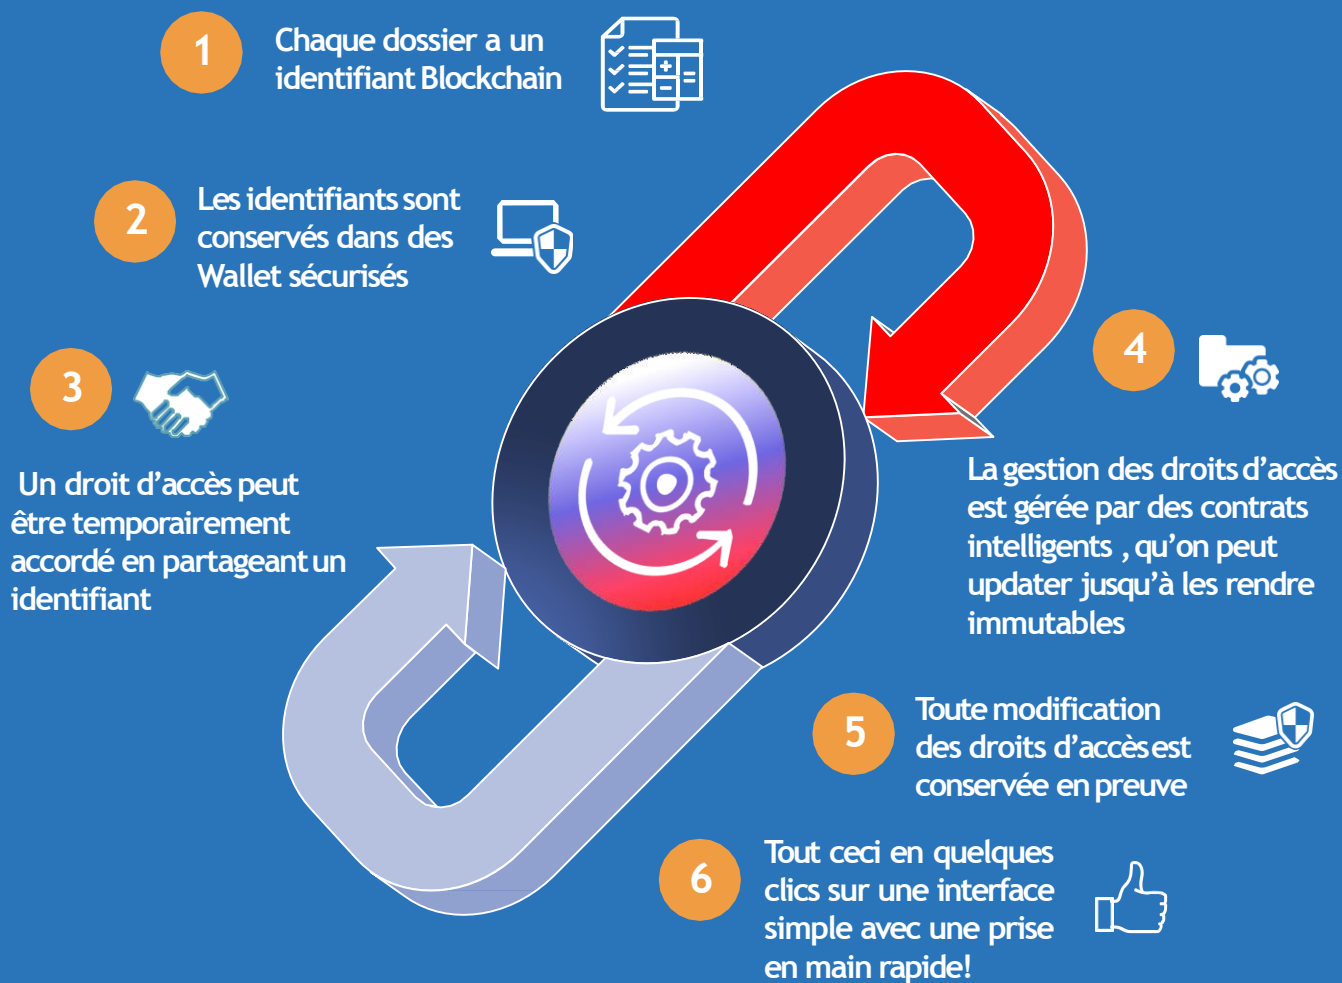 1
Chaque dossier a un
identifiant Blockchain
2
Les identifiants sont
conservés dans des
Wallet sécurisés
3
Un droit d’accès peut
être temporairement
accordé en partageant un
identifiant
4
La gestion des droits d’accès
est gérée par des contrats
intelligents , qu’on peut
updater jusqu’à les rendre
immutables
5
Toute modification
des droits d’accès est
conservée en preuve
6
Tout ceci en quelques
clics sur une interface
simple avec une prise
en main rapide!